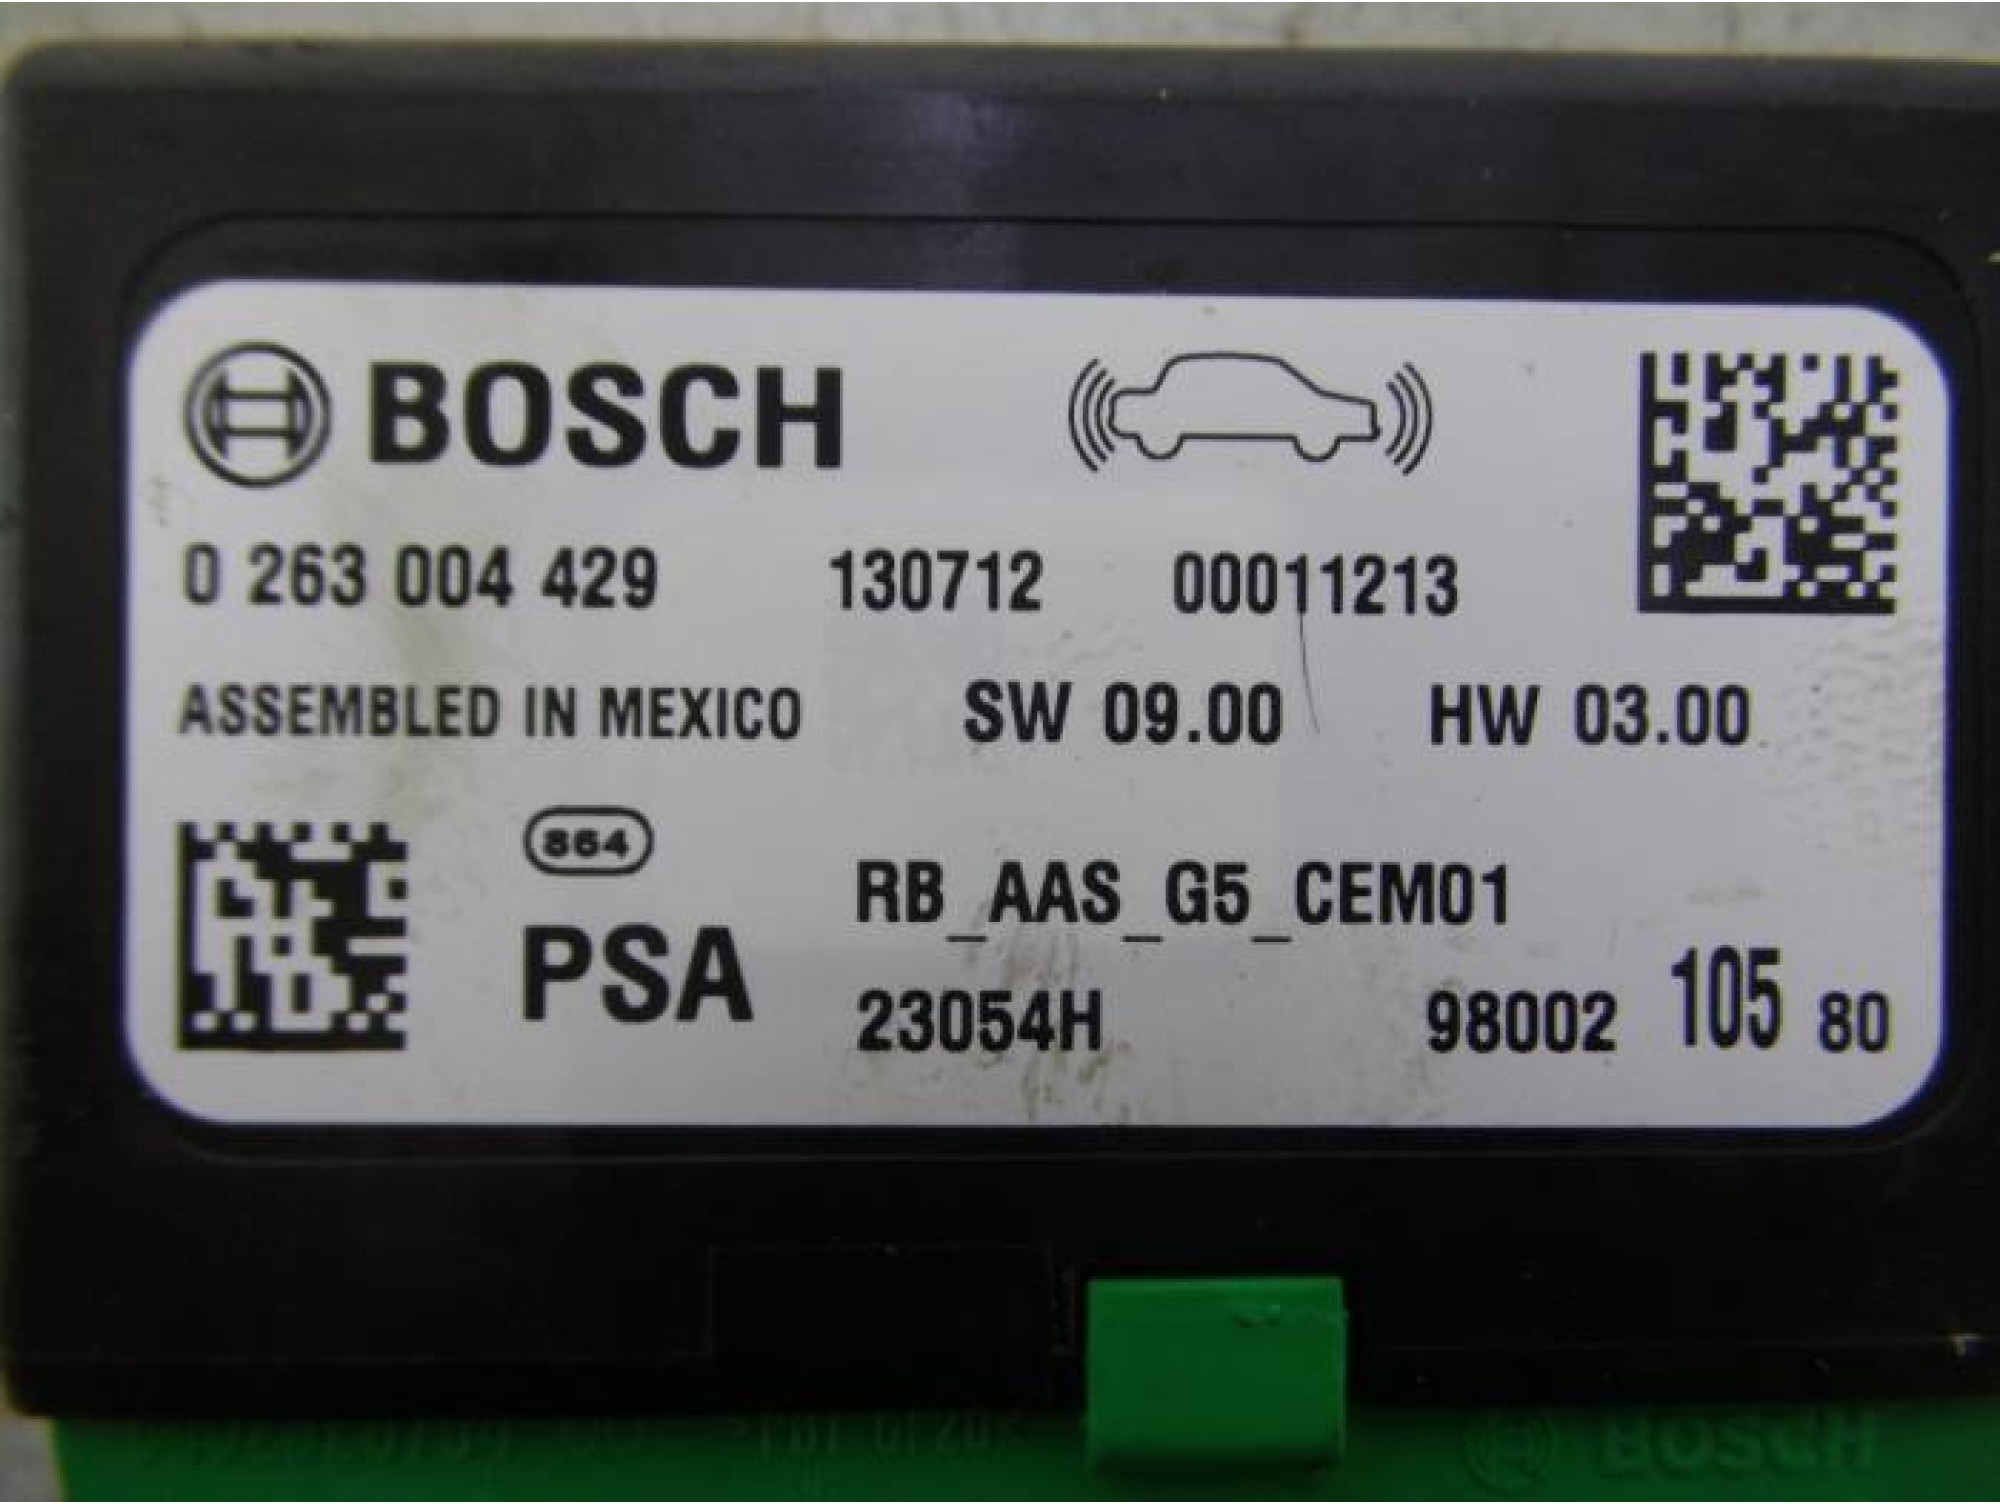 BOSCH
0 263 004 429 130712 00011213
ASSEMBLED IN MEXICO SW 09.00 HW 03.00
864
PSA
RB_AAS_G5_CEM01
23054H 98002 105 80
BOSCH